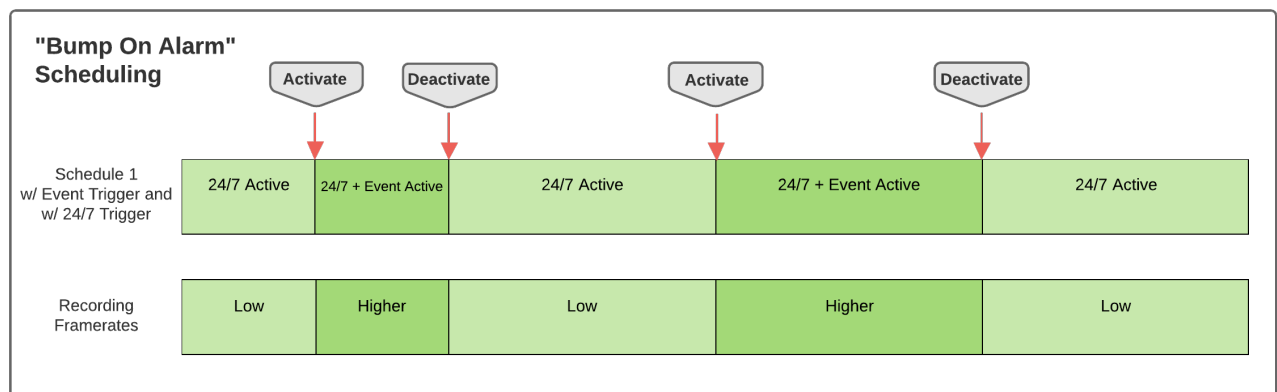 "Bump On Alarm"
Scheduling
Activate
Deactivate
Activate
Deactivate
Schedule 1
w/ Event Trigger and
w/ 24/7 Trigger
24/7 Active
24/7 + Event Active
24/7 Active
24/7 + Event Active
24/7 Active
Recording
Framerates
Low
Higher
Low
Higher
Low